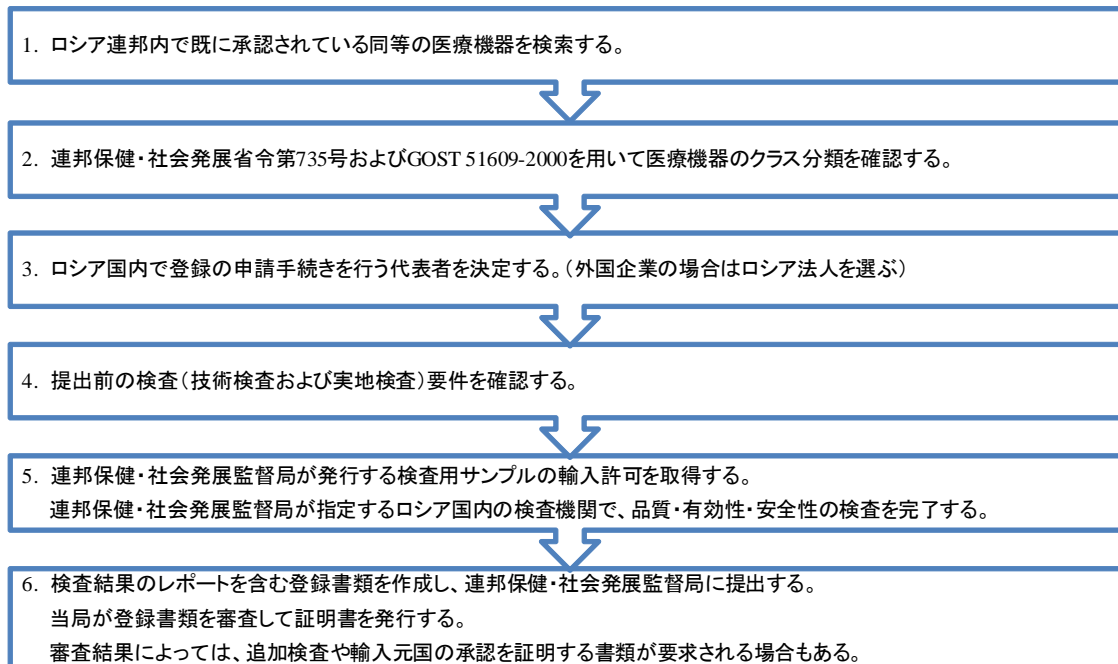 1. ロシア連邦内で既に承認されている同等の医療機器を検索する。
2. 連邦保健・社会発展省令第735号およびGOST 51609-2000を用いて医療機器のクラス分類を確認する。
3. ロシア国内で登録の申請手続きを行う代表者を決定する。（外国企業の場合はロシア法人を選ぶ）
4. 提出前の検査（技術検査および実地検査）要件を確認する。
5. 連邦保健・社会発展監督局が発行する検査用サンプルの輸入許可を取得する。
連邦保健・社会発展監督局が指定するロシア国内の検査機関で、品質・有効性・安全性の検査を完了する。
6. 検査結果のレポートを含む登録書類を作成し、連邦保健・社会発展監督局に提出する。
当局が登録書類を審査して証明書を発行する。
審査結果によっては、追加検査や輸入元国の承認を証明する書類が要求される場合もある。